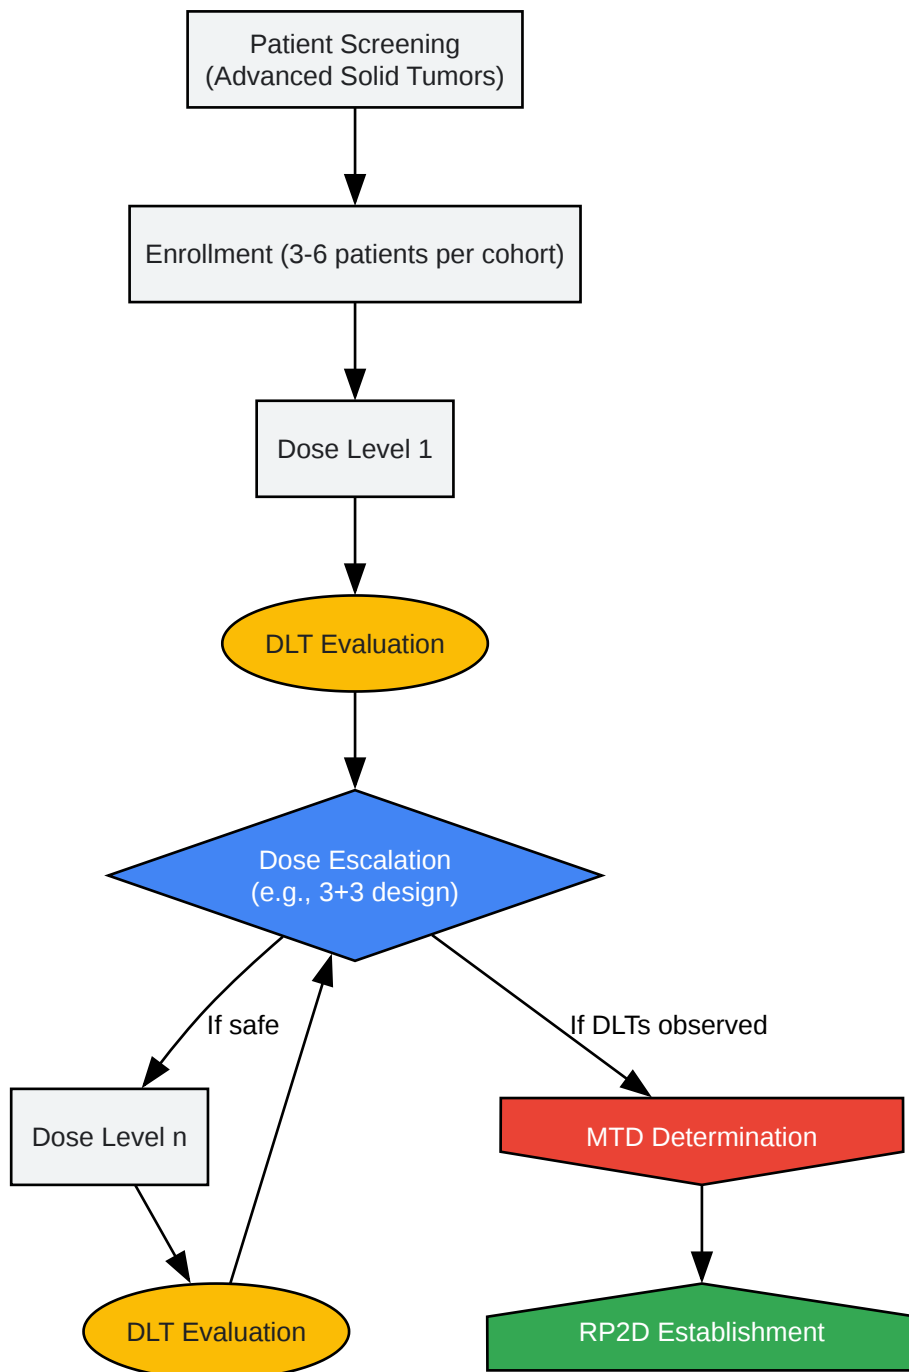 Patient Screening
(Advanced Solid Tumors)
Enrollment (3-6 patients per cohort)
Dose Level 1
DLT Evaluation
Dose Escalation
(e.g., 3+3 design)
If safe
If DLTs observed
Dose Level n
MTD Determination
DLT Evaluation
RP2D Establishment